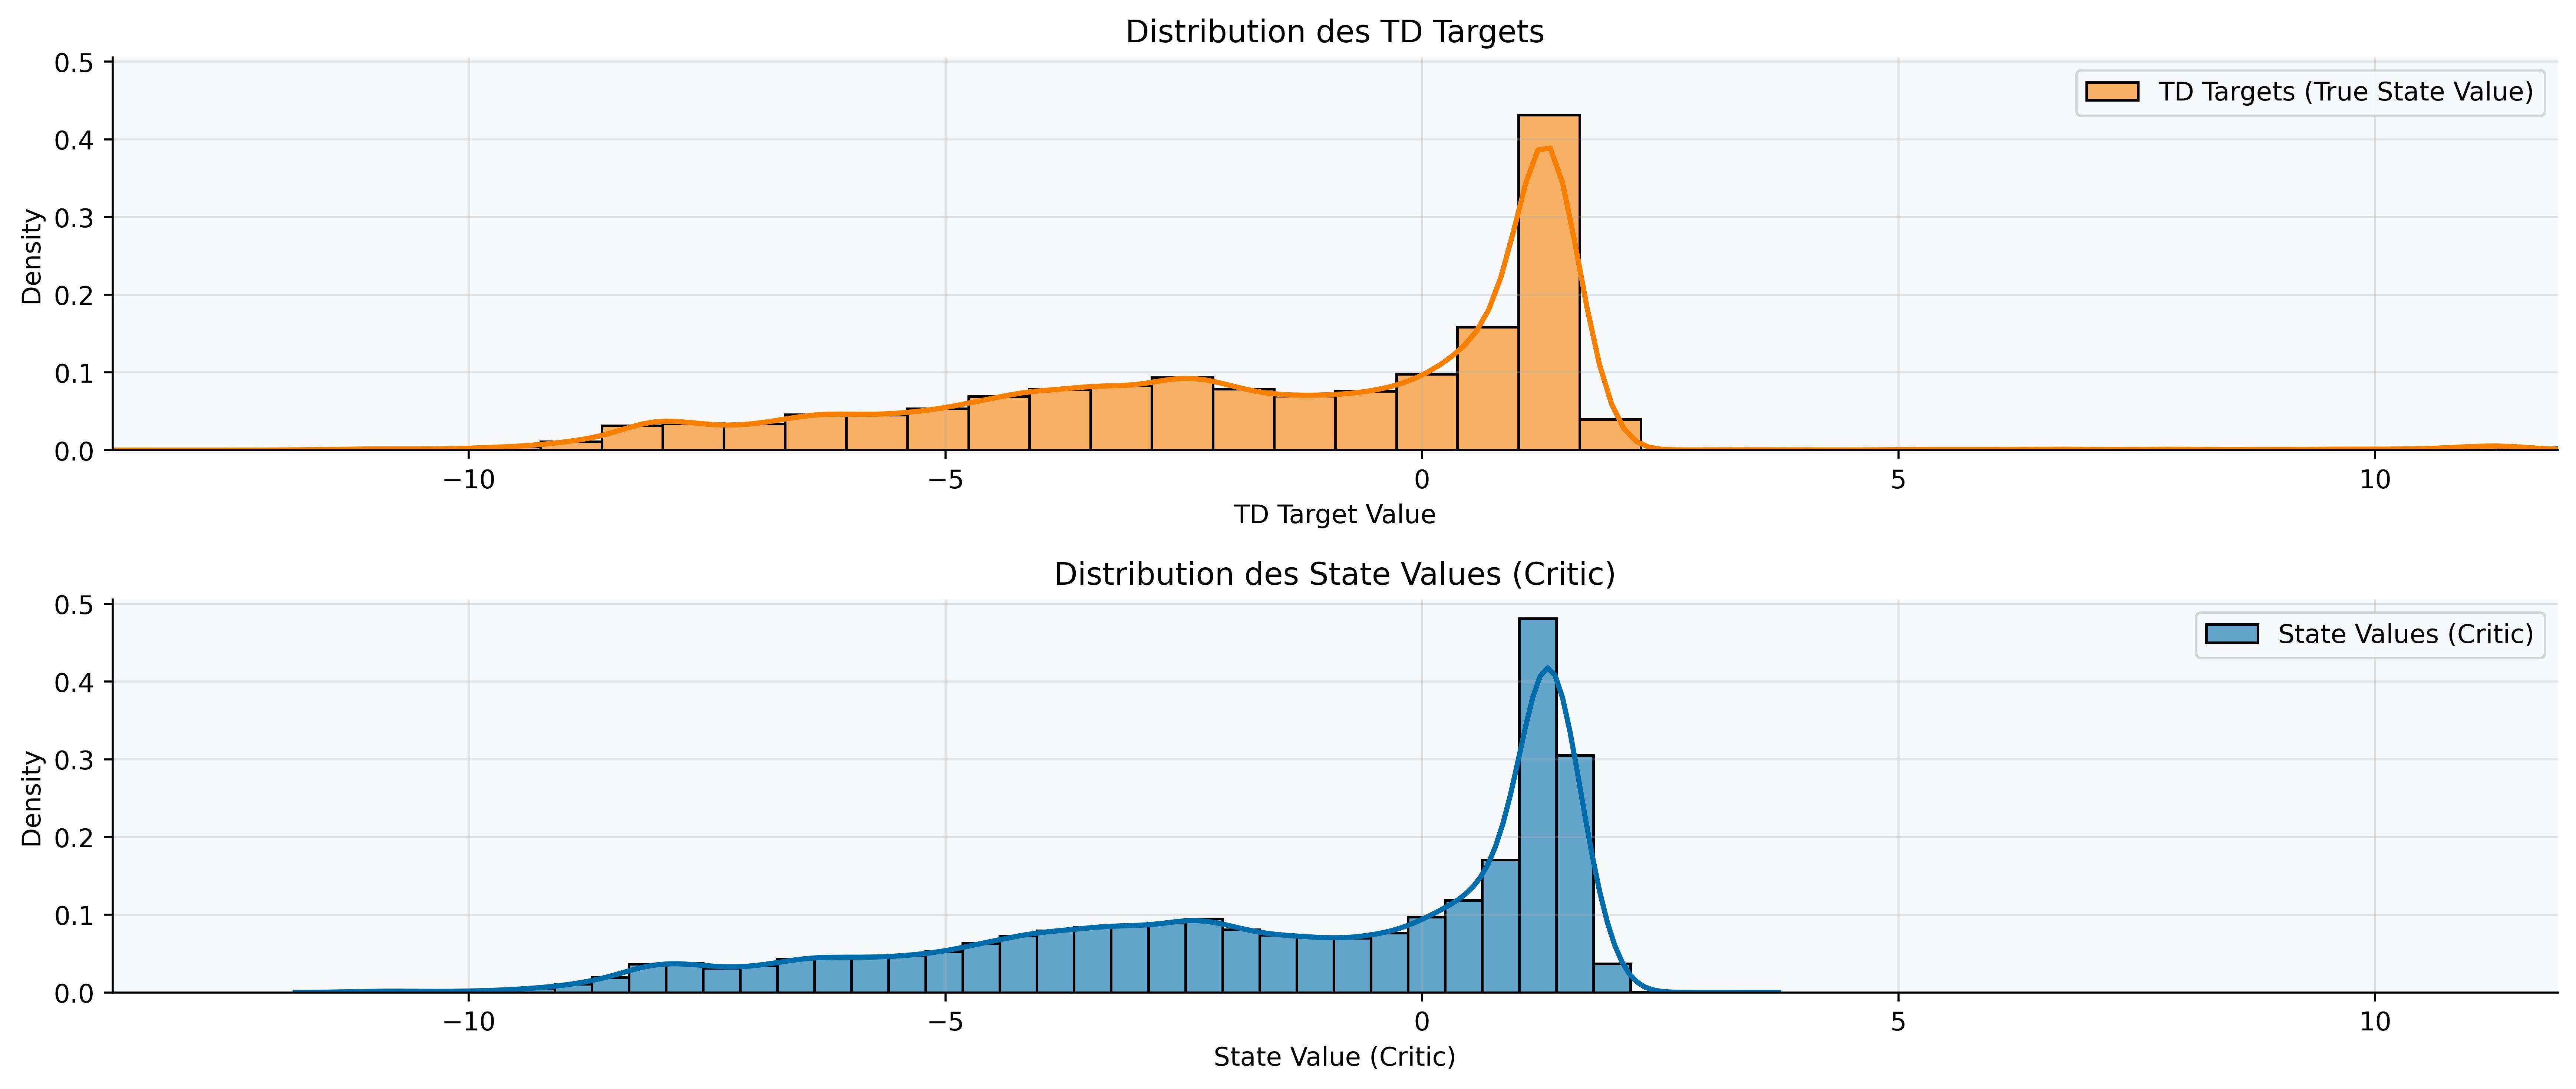 Distribution des TD Targets
TD Targets (True State Value)
Density
0.5
0.4
0.3
0.2
0.1
0.0
−10
−5
0
5
10
TD Target Value
Distribution des State Values (Critic)
State Values (Critic)
Density
0.5
0.4
0.3
0.2
0.1
0.0
−10
−5
0
5
10
State Value (Critic)